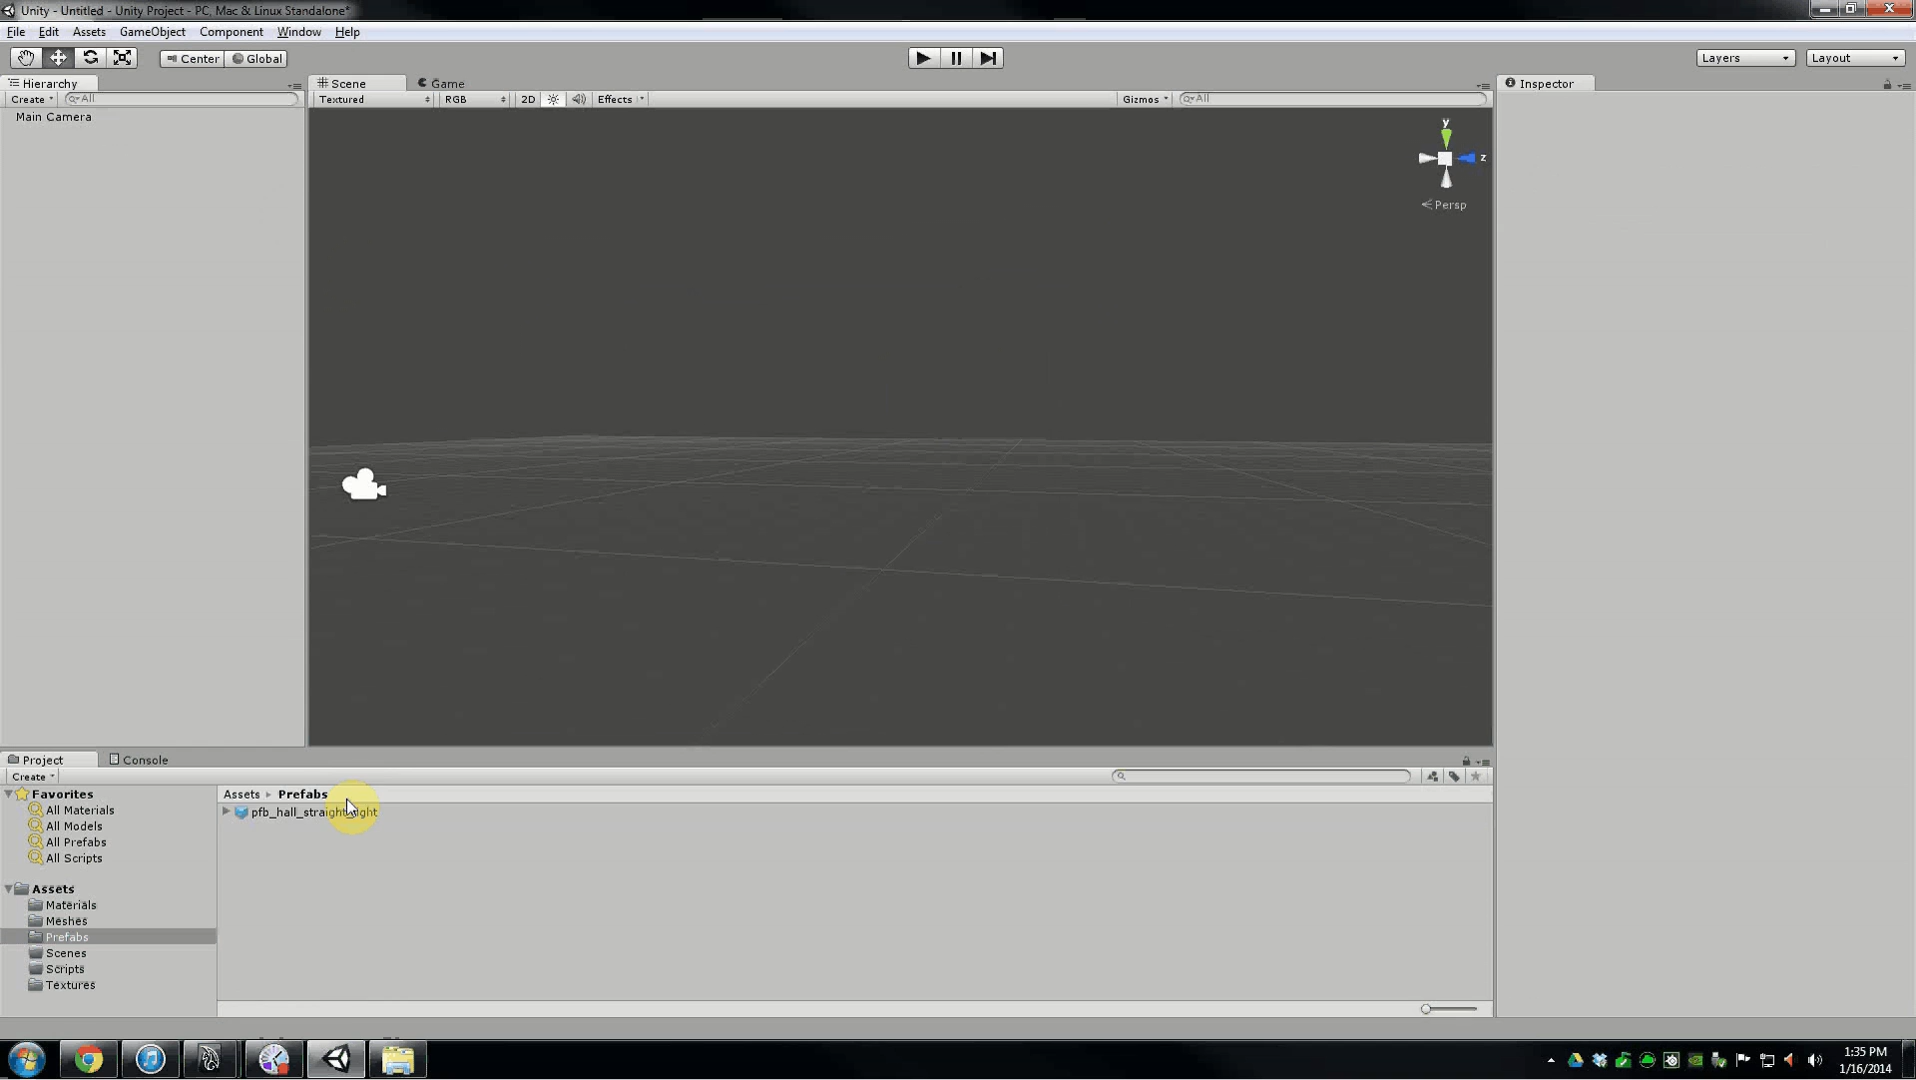 Unity - Untitled - Unity Project - PC, Mac & Linux Standalone*
File Edit Assets GameObject Component Window Help
Center Global Layers Layout
Hierarchy Scene Game Inspector
Create All Textured RGB 2D Effects Gizmos All
Main Camera
y
z
Persp
Project Console
Create
Favorites
All Materials
All Models
All Prefabs
All Scripts
Assets
Materials
Meshes
Prefabs
Scenes
Scripts
Textures
Assets Prefabs
1:35 PM
1/16/2014